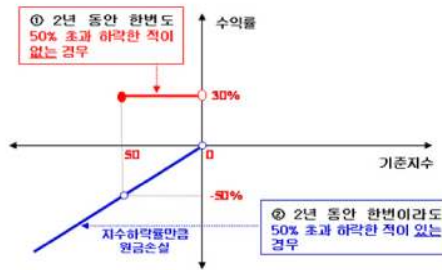 ① 2년 동안 한번도
50% 초과 하락한 적이
없는 경우
수익률
30%
50
0
기준지수
-50%
지수하락률만큼
원금손실
② 2년 동안 한번이라도
50% 초과 하락한 적이 있는
경우